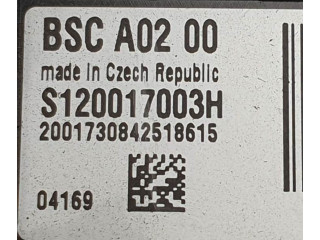 BSC A02 00
made in Czech Republic
S120017003H
2001730842518615
04169